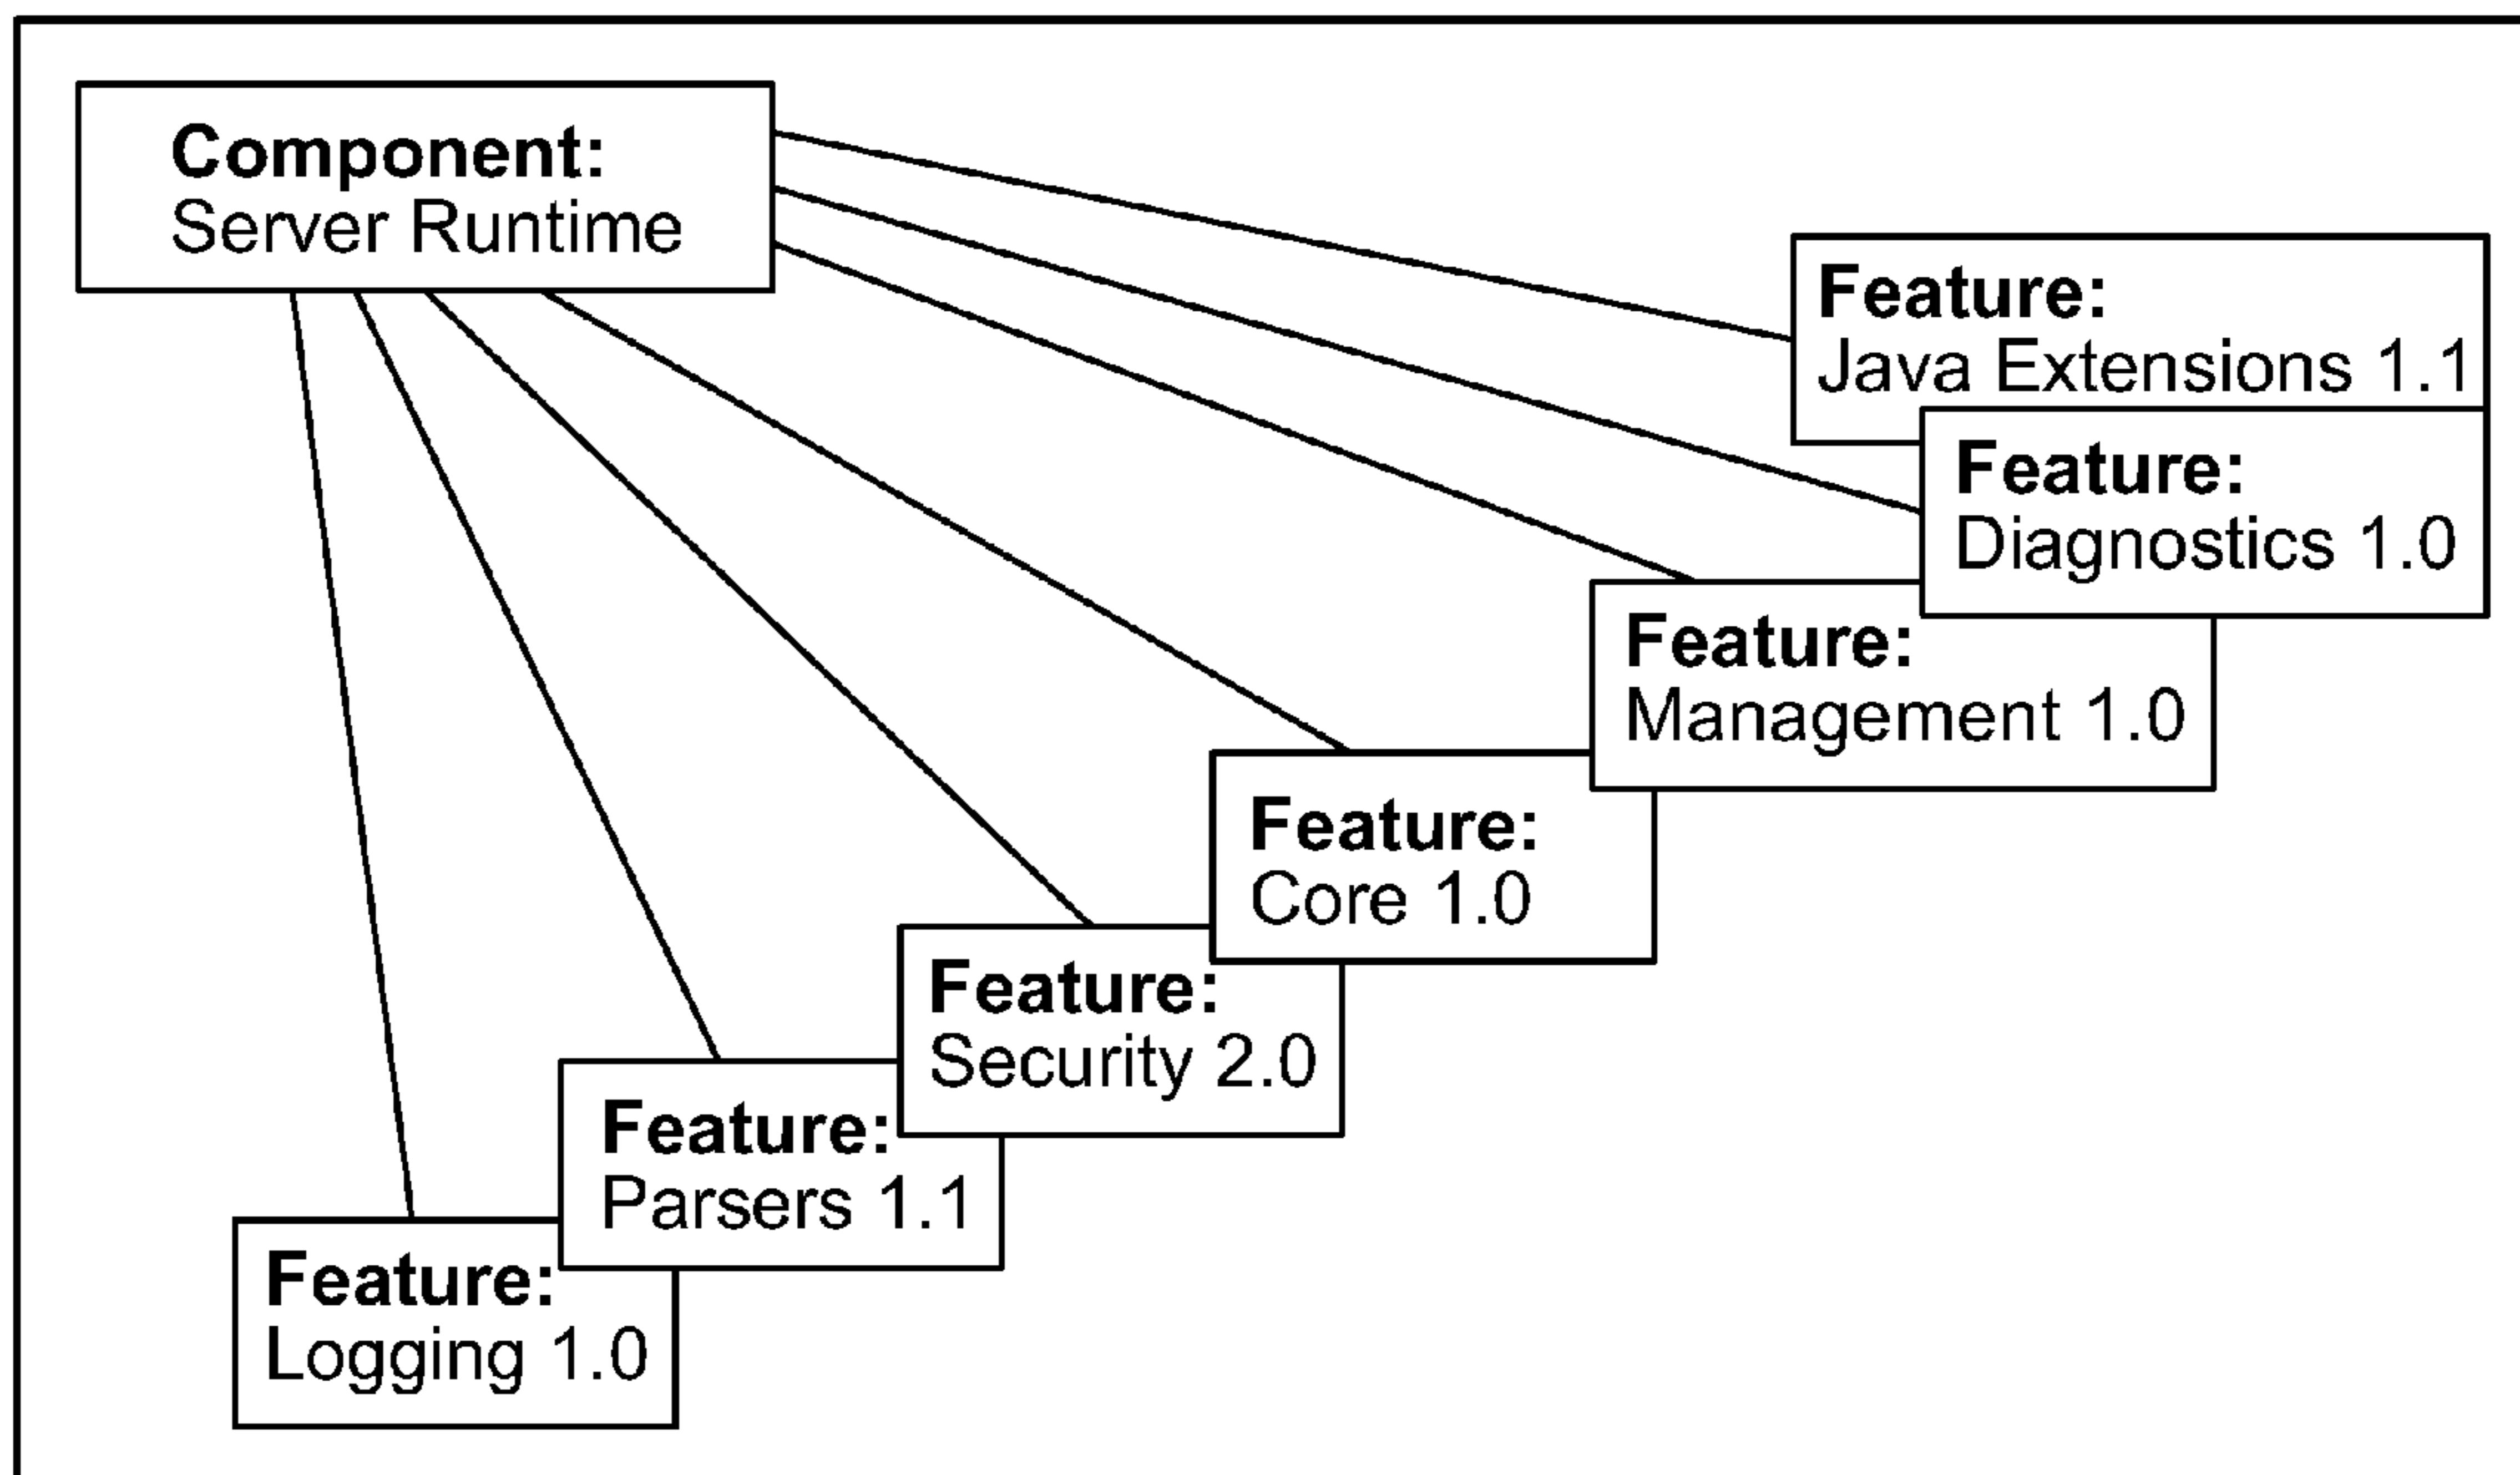 Component:
Server Runtime
Feature:
Java Extensions 1.1
Feature:
Diagnostics 1.0
Feature:
Management 1.0
Feature:
Core 1.0
Feature:
Security 2.0
Feature:
Parsers 1.1
Feature:
Logging 1.0